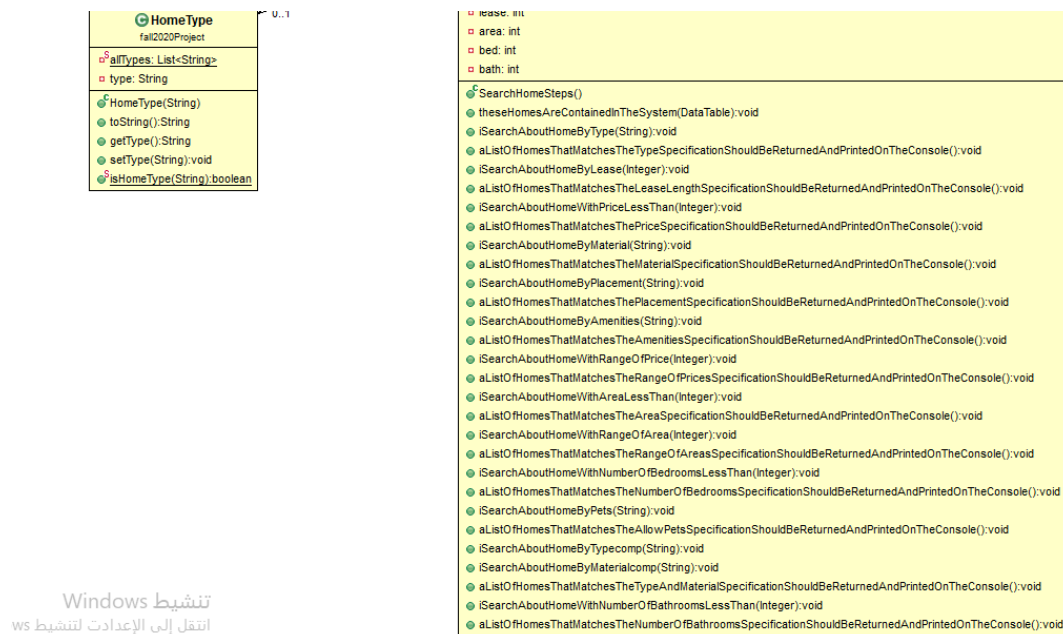 HomeType
fall2020Project
allTypes: List<String>
type: String
HomeType(String)
toString():String
getType():String
setType(String):void
isHomeType(String):boolean
0..1
lease: int
area: int
bed: int
bath: int
SearchHomeSteps()
theseHomesAreContainedInTheSystem(DataTable):void
iSearchAboutHomeByType(String):void
aListOfHomesThatMatchesTheTypeSpecificationShouldBeReturnedAndPrintedOnTheConsole():void
iSearchAboutHomeByLease(Integer):void
aListOfHomesThatMatchesTheLeaseLengthSpecificationShouldBeReturnedAndPrintedOnTheConsole():void
iSearchAboutHomeWithPriceLessThan(Integer):void
aListOfHomesThatMatchesThePriceSpecificationShouldBeReturnedAndPrintedOnTheConsole():void
iSearchAboutHomeByMaterial(String):void
aListOfHomesThatMatchesTheMaterialSpecificationShouldBeReturnedAndPrintedOnTheConsole():void
iSearchAboutHomeByPlacement(String):void
aListOfHomesThatMatchesThePlacementSpecificationShouldBeReturnedAndPrintedOnTheConsole():void
iSearchAboutHomeByAmenities(String):void
aListOfHomesThatMatchesTheAmenitiesSpecificationShouldBeReturnedAndPrintedOnTheConsole():void
iSearchAboutHomeWithRangeOfPrice(Integer):void
aListOfHomesThatMatchesTheRangeOfPricesSpecificationShouldBeReturnedAndPrintedOnTheConsole():void
iSearchAboutHomeWithAreaLessThan(Integer):void
aListOfHomesThatMatchesTheAreaSpecificationShouldBeReturnedAndPrintedOnTheConsole():void
iSearchAboutHomeWithRangeOfArea(Integer):void
aListOfHomesThatMatchesTheRangeOfAreasSpecificationShouldBeReturnedAndPrintedOnTheConsole():void
iSearchAboutHomeWithNumberOfBedroomsLessThan(Integer):void
aListOfHomesThatMatchesTheNumberOfBedroomsSpecificationShouldBeReturnedAndPrintedOnTheConsole():void
iSearchAboutHomeByPets(String):void
aListOfHomesThatMatchesTheAllowPetsSpecificationShouldBeReturnedAndPrintedOnTheConsole():void
iSearchAboutHomeByTypecomp(String):void
iSearchAboutHomeByMaterialcomp(String):void
aListOfHomesThatMatchesTheTypeAndMaterialSpecificationShouldBeReturnedAndPrintedOnTheConsole():void
iSearchAboutHomeWithNumberOfBathroomsLessThan(Integer):void
aListOfHomesThatMatchesTheNumberOfBathroomsSpecificationShouldBeReturnedAndPrintedOnTheConsole():void
تنشيط Windows
انتقل إلى الإعدادت لتنشيط ws